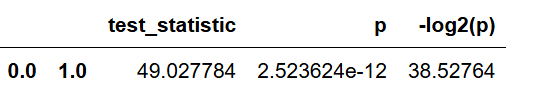 test_statistic p -log2(p)
0.0 1.0 49.027784 2.523624e-12 38.52764